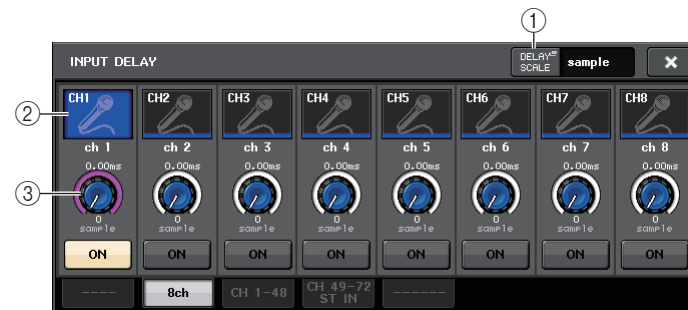 ①
INPUT DELAY
DELAY SCALE sample ×
②
CH1 CH2 CH3 CH4 CH5 CH6 CH7 CH8
ch 1 ch 2 ch 3 ch 4 ch 5 ch 6 ch 7 ch 8
0.00ms 0.00ms 0.00ms 0.00ms 0.00ms 0.00ms 0.00ms 0.00ms
③
0 0 0 0 0 0 0 0
sample sample sample sample sample sample sample sample
ON ON ON ON ON ON ON ON
---- 8ch CH 1-48 CH 49-72 ST IN ------